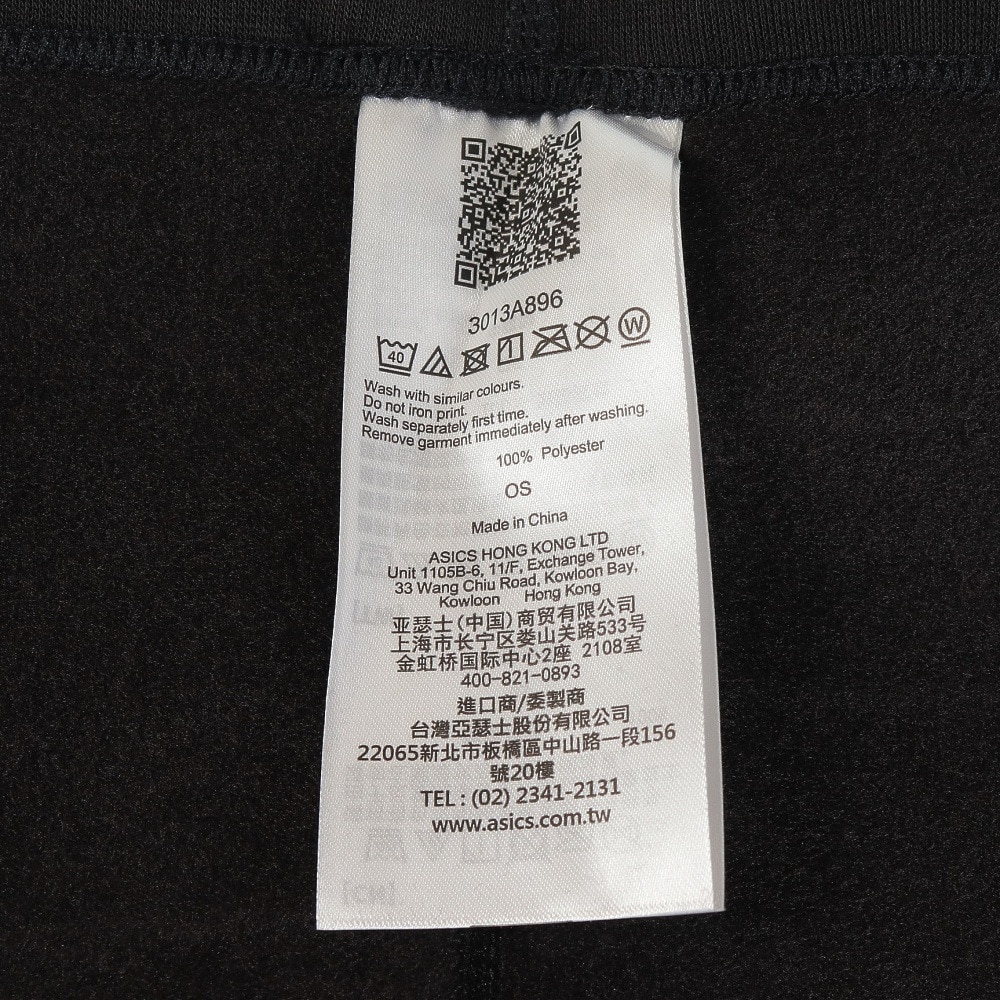 3013A896
40
W
Wash with similar colours.
Do not iron print.
Wash separately first time.
Remove garment immediately after washing.
100% Polyester
OS
Made in China
ASICS HONG KONG LTD
Unit 1105B-6, 11/F, Exchange Tower,
33 Wang Chiu Road, Kowloon Bay,
Kowloon Hong Kong
亚瑟士(中国)商贸有限公司
上海市长宁区娄山关路533号
金虹桥国际中心2座 2108室
400-821-0893
進口商/委製商
台灣亞瑟士股份有限公司
22065新北市板橋區中山路一段156
號20樓
TEL : (02) 2341-2131
www.asics.com.tw